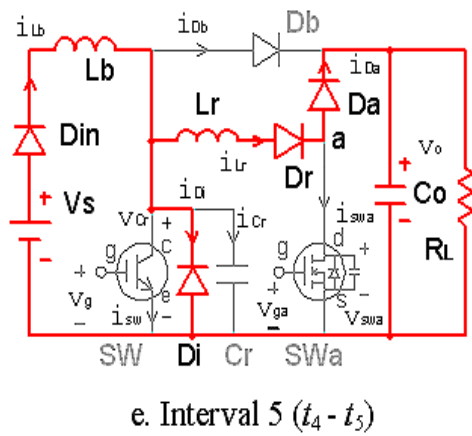 iLb
iDb
Db
iDa
Lb
Lr
Da
Vo
Din
iLr
Dr
a
+
Co
-
RL
+
Vs
-
iDi
iCr
iswa
VCr
+
g
c
e
g
d
s
+
Vg
-
isw
-
+
Vga
-
+
-
Vswa
SW
Di
Cr
SWa
e. Interval 5 (t4 - t5)